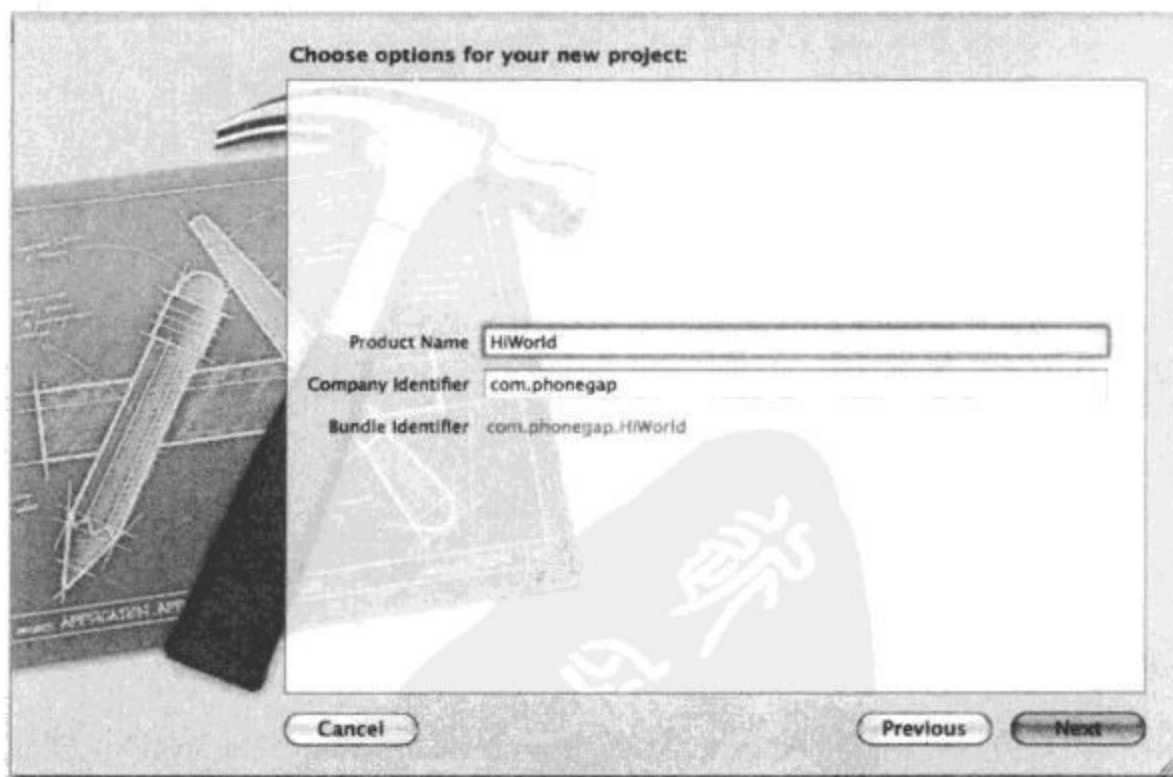 Choose options for your new project:
Product Name HiWorld
Company Identifier com.phonegap
Bundle Identifier com.phonegap.HiWorld
Cancel Previous Next